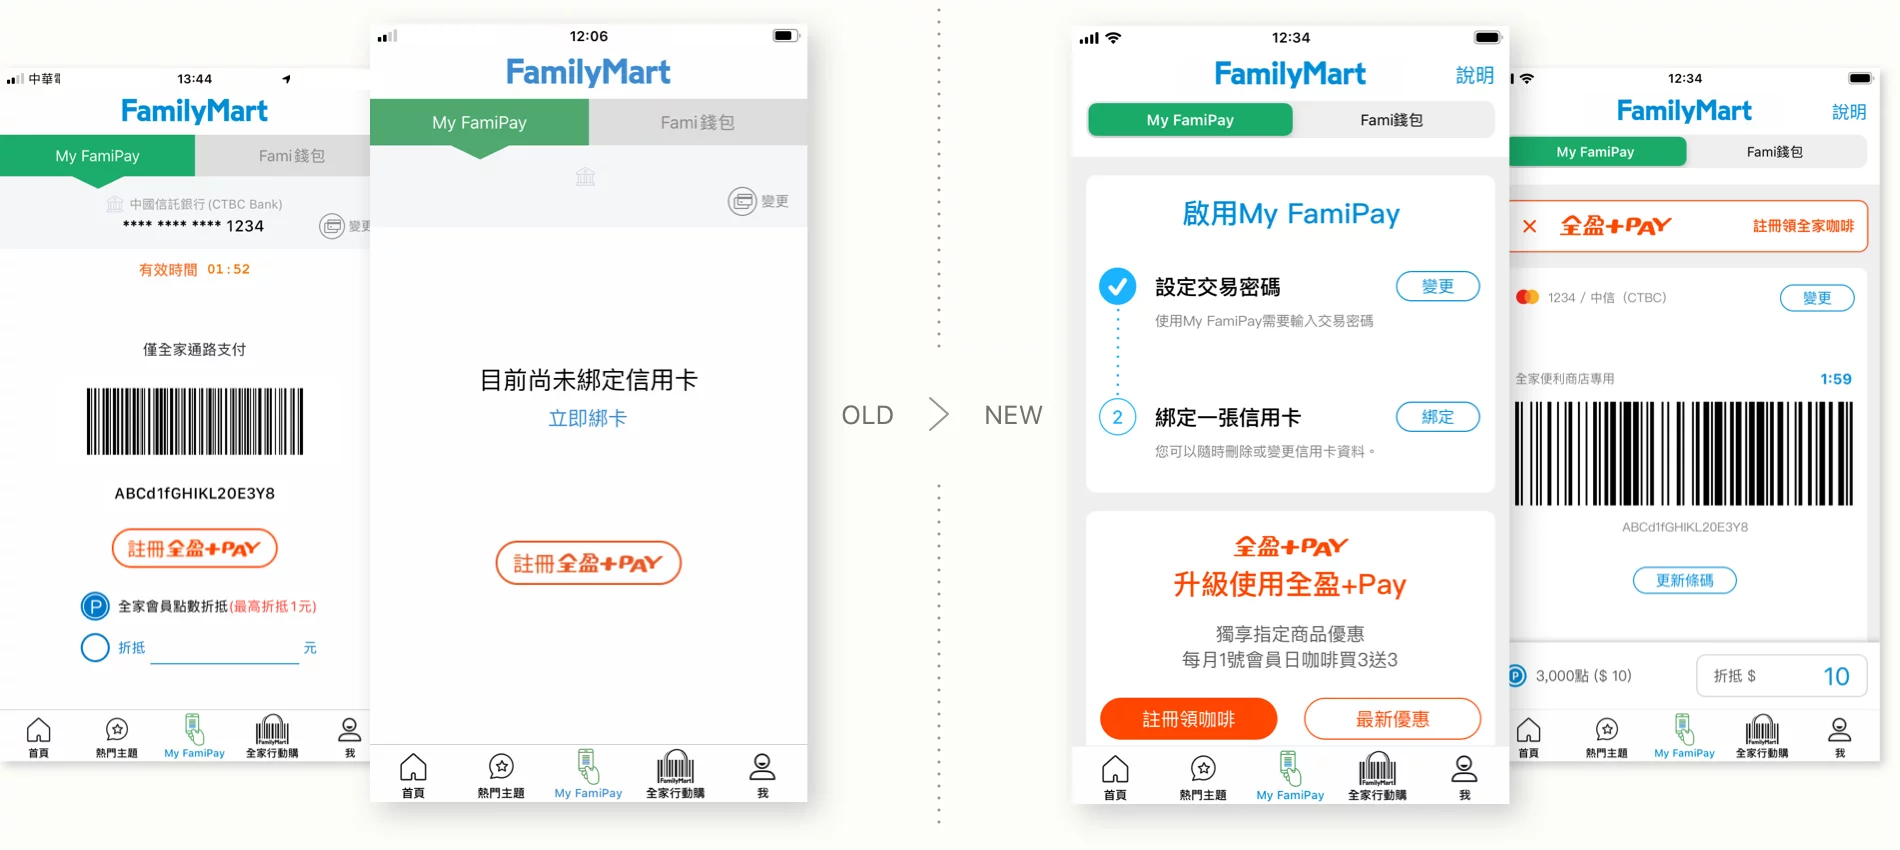 中華電
13:44
FamilyMart
My FamiPay
Fami錢包
中國信託銀行(CTBC Bank)
**** **** **** 1234
變更
有效時間 01:52
僅全家通路支付
ABCd1fGHIKL20E3Y8
註冊全盈+PAY
P 全家會員點數折抵(最高折抵1元)
折抵 元
首頁
熱門主題
My FamiPay
FamilyMart
全家行動購
我
12:06
FamilyMart
My FamiPay
Fami錢包
變更
目前尚未綁定信用卡
立即綁卡
註冊全盈+PAY
首頁
熱門主題
My FamiPay
FamilyMart
全家行動購
我
OLD > NEW
12:34
FamilyMart
說明
My FamiPay
Fami錢包
啟用My FamiPay
設定交易密碼
變更
使用My FamiPay需要輸入交易密碼
2
綁定一張信用卡
綁定
您可以隨時刪除或變更信用卡資料。
全盈+PAY
升級使用全盈+Pay
獨享指定商品優惠
每月1號會員日咖啡買3送3
註冊領咖啡
最新優惠
首頁
熱門主題
My FamiPay
FamilyMart
全家行動購
我
12:34
FamilyMart
說明
My FamiPay
Fami錢包
全盈+PAY
註冊領全家咖啡
1234 / 中信（CTBC）
變更
全家便利商店專用
1:59
ABCd1fGHIKL20E3Y8
更新條碼
P 3,000點 ($ 10)
折抵 $ 10
首頁
熱門主題
My FamiPay
FamilyMart
全家行動購
我